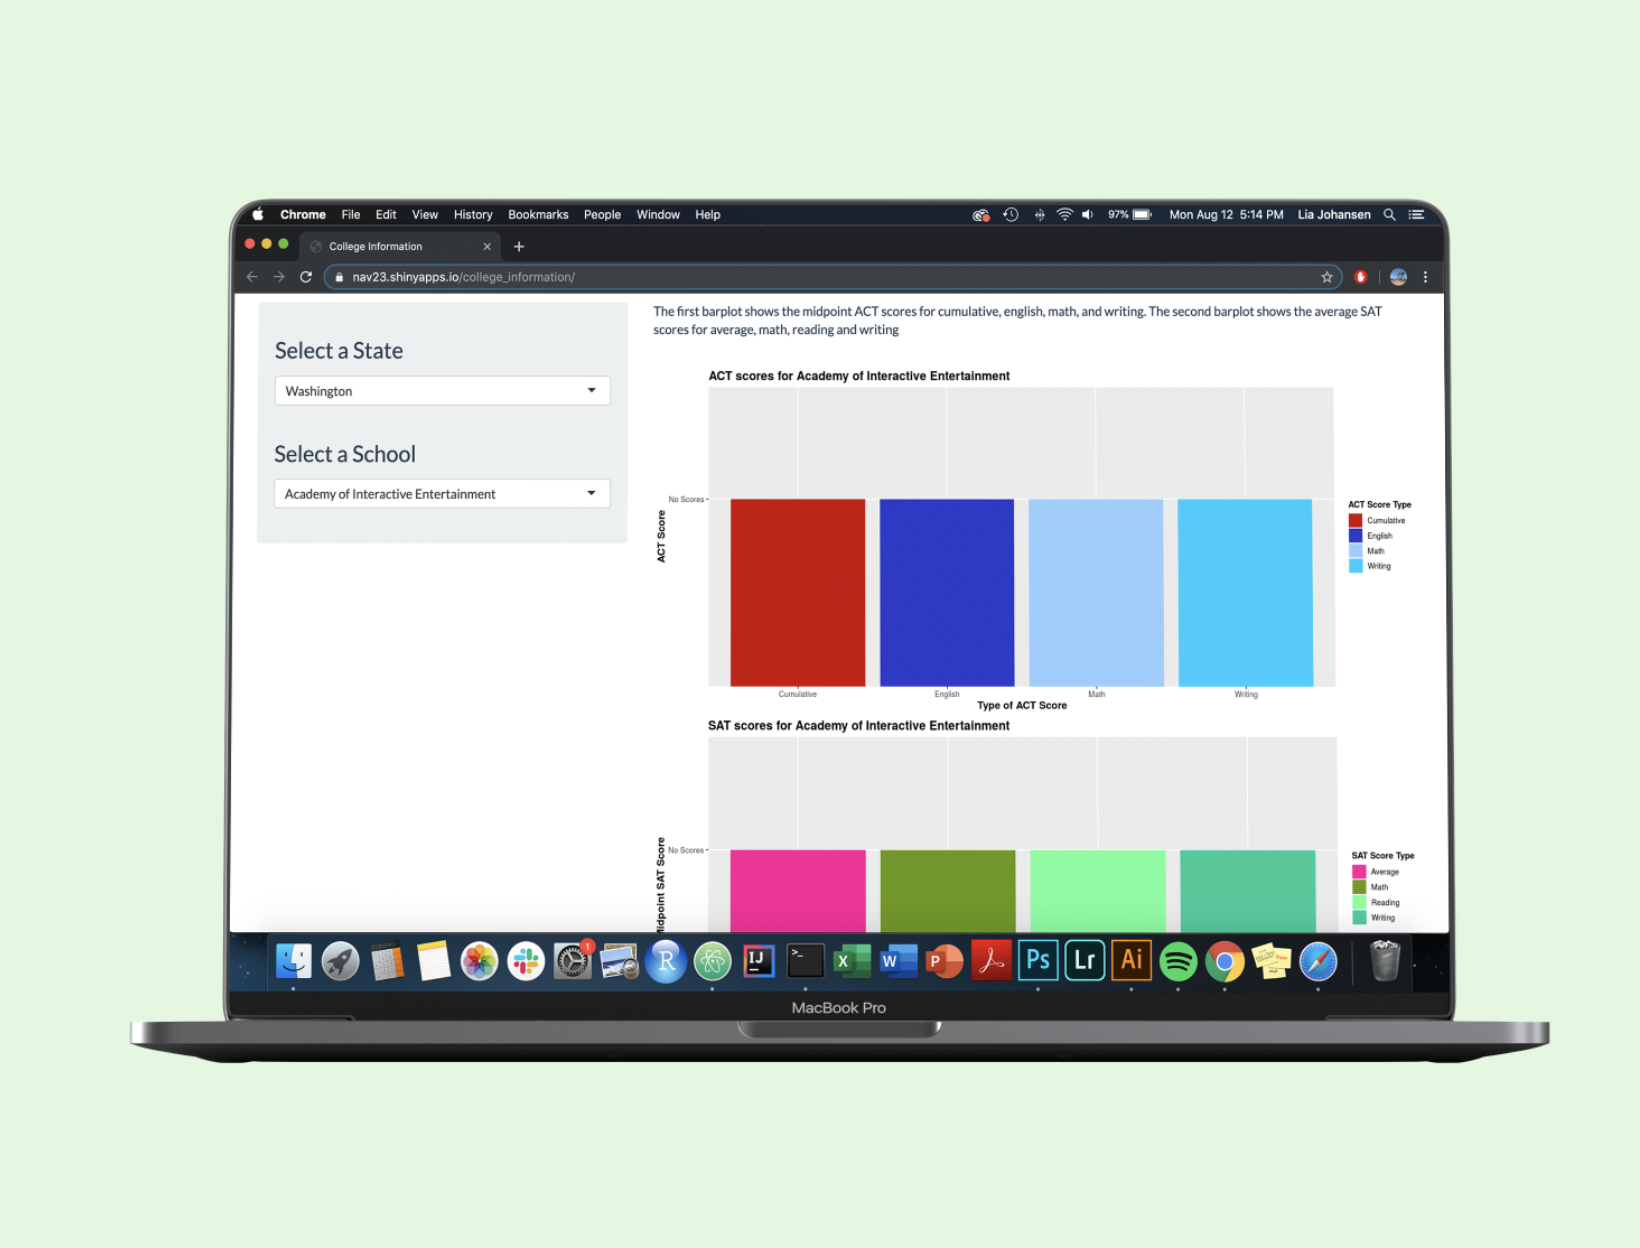 Chrome File Edit View History Bookmarks People Window Help 97% Mon Aug 12 5:14 PM Lia Johansen
College Information
nav23.shinyapps.io/college_information/
The first barplot shows the midpoint ACT scores for cumulative, english, math, and writing. The second barplot shows the average SAT
scores for average, math, reading and writing
Select a State
Washington
Select a School
Academy of Interactive Entertainment
ACT scores for Academy of Interactive Entertainment
No Scores
ACT Score
Cumulative English Math Writing
Type of ACT Score
ACT Score Type
Cumulative
English
Math
Writing
SAT scores for Academy of Interactive Entertainment
No Scores
Midpoint SAT Score
SAT Score Type
Average
Math
Reading
Writing
1
R IJ >_ X W P Ps Lr Ai
MacBook Pro